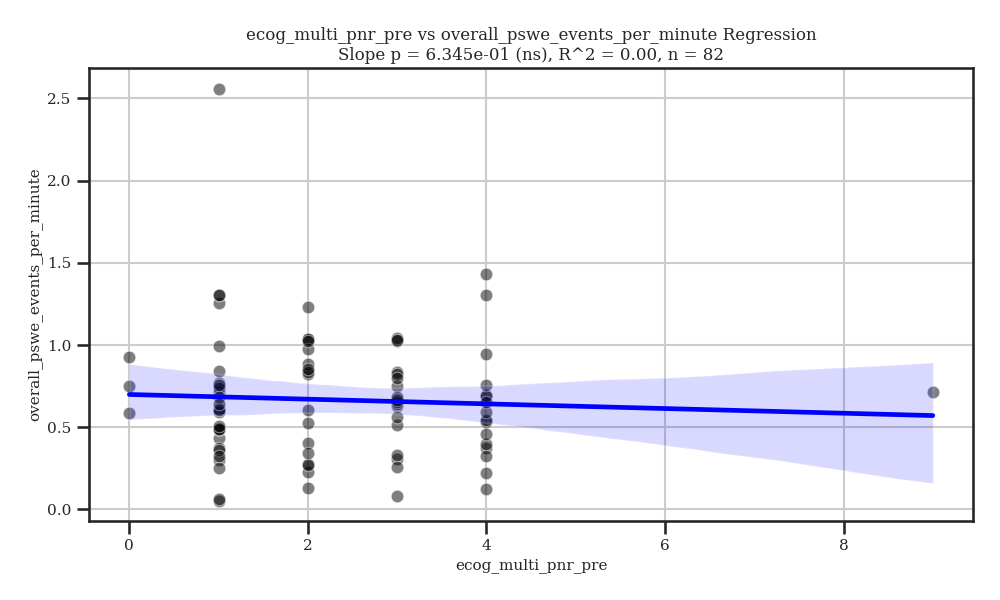 ecog_multi_pnr_pre vs overall_pswe_events_per_minute Regression
Slope p = 6.345e-01 (ns), R^2 = 0.00, n = 82
overall_pswe_events_per_minute
2.5
2.0
1.5
1.0
0.5
0.0
0 2 4 6 8
ecog_multi_pnr_pre